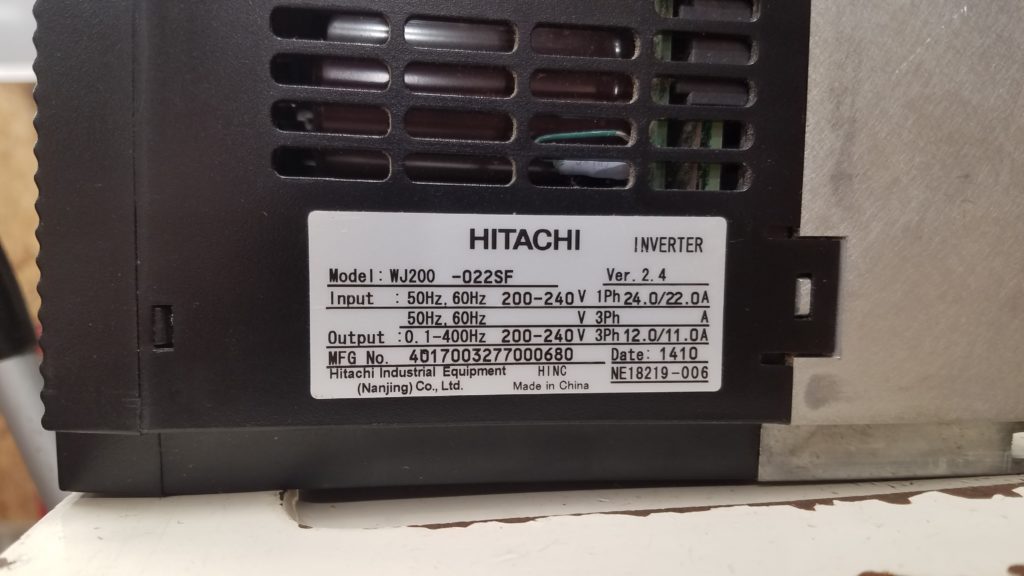 HITACHI INVERTER
Model: WJ200 -022SF Ver. 2.4
Input : 50Hz, 60Hz 200-240 V 1Ph 24.0/22.0A
50Hz, 60Hz V 3Ph A
Output : 0.1-400Hz 200-240 V 3Ph 12.0/11.0A
MFG No. 4017003277000680 Date: 1410
Hitachi Industrial Equipment HINC NE18219-006
(Nanjing) Co., Ltd. Made in China